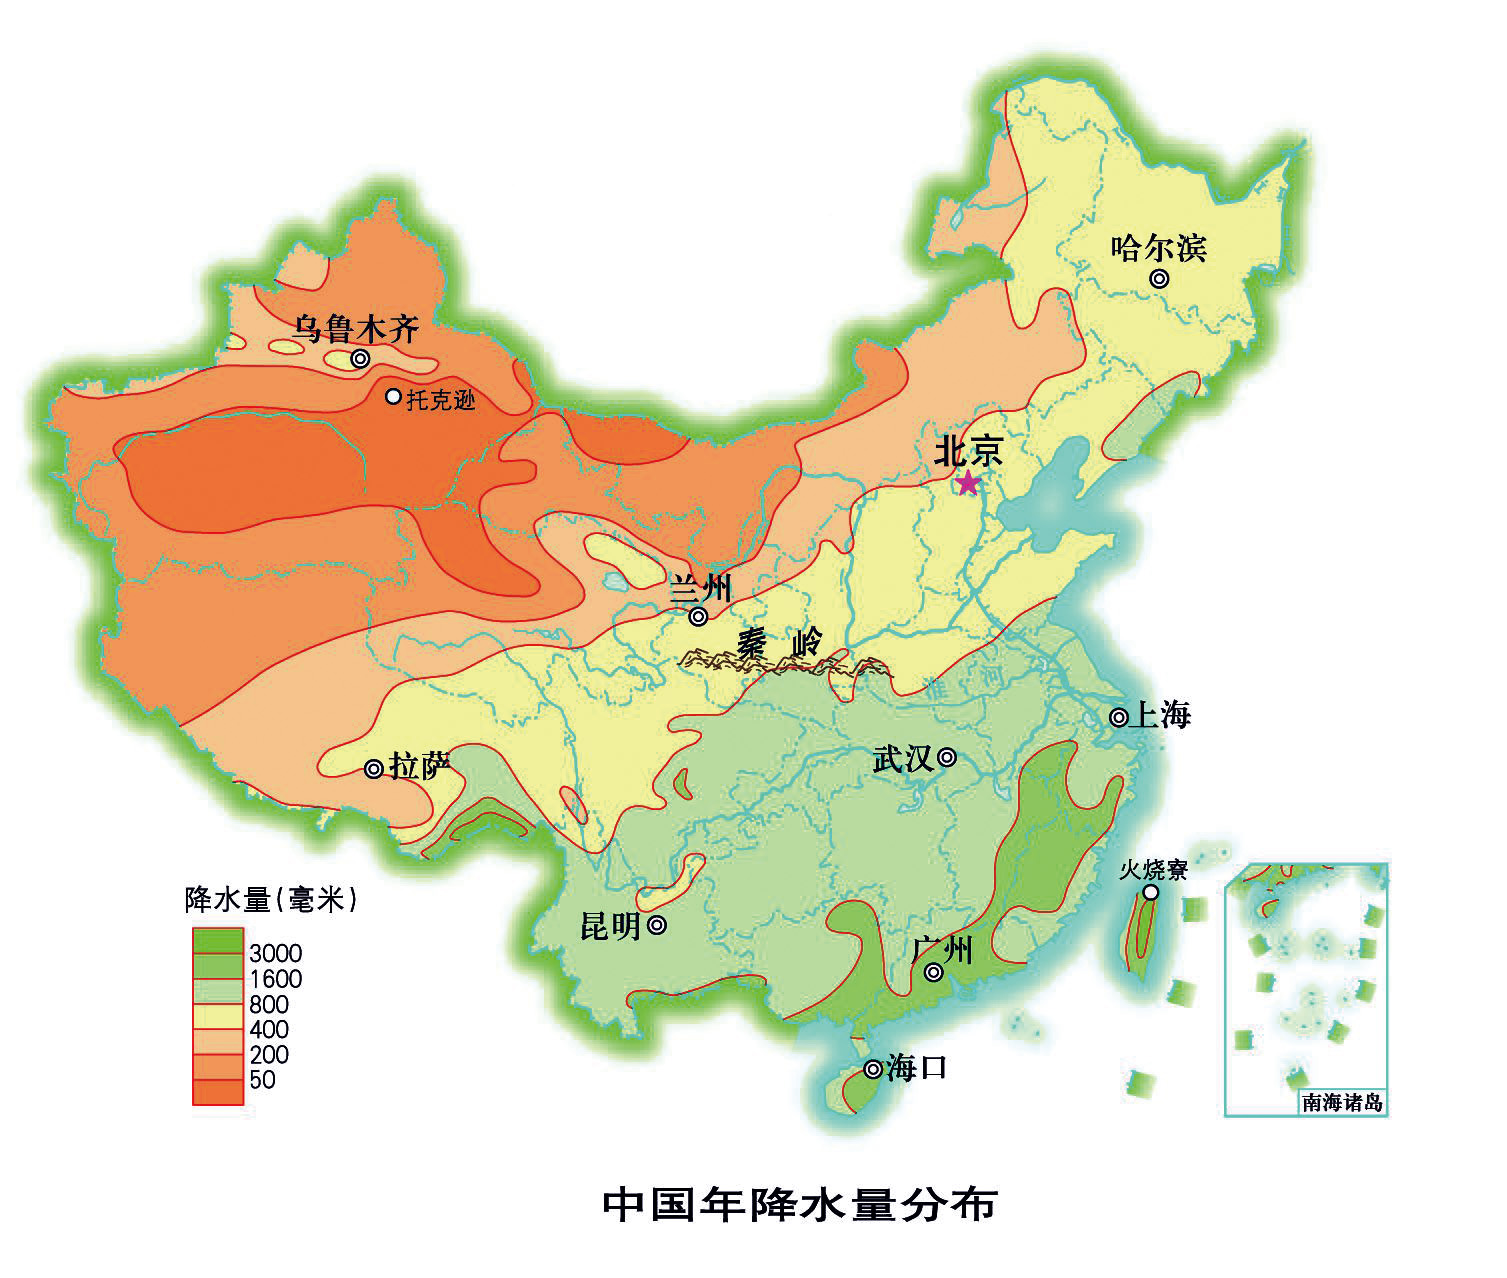 哈尔滨
乌鲁木齐
托克逊
北京
兰州
秦岭
淮河
上海
拉萨
武汉
火烧寮
昆明
广州
海口
降水量(毫米)
3000
1600
800
400
200
50
南海诸岛
中国年降水量分布